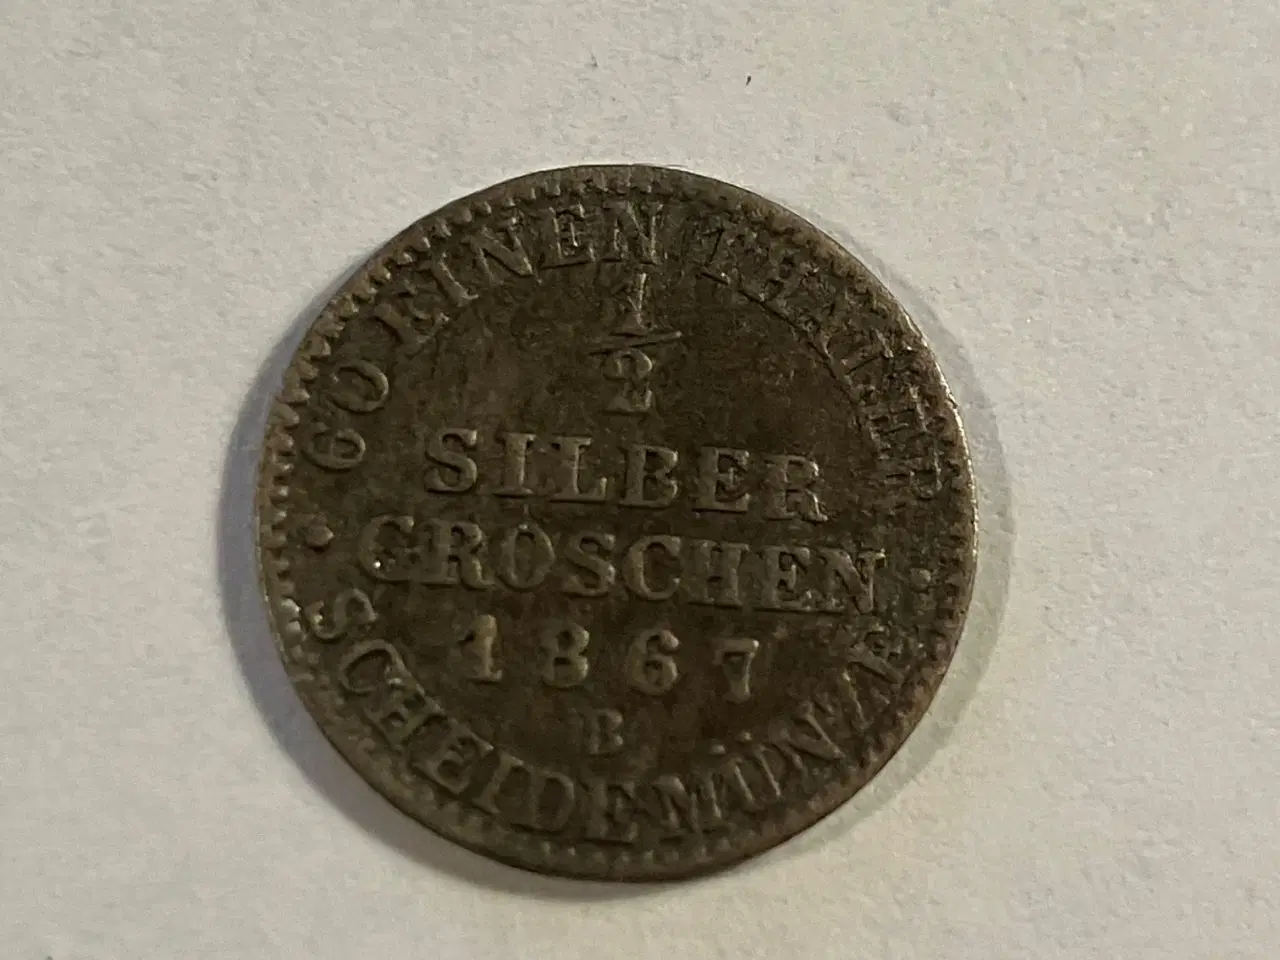 60 EINEN THALER
1/2
SILBER
GROSCHEN
1867
B
SCHEIDEMÜNZE